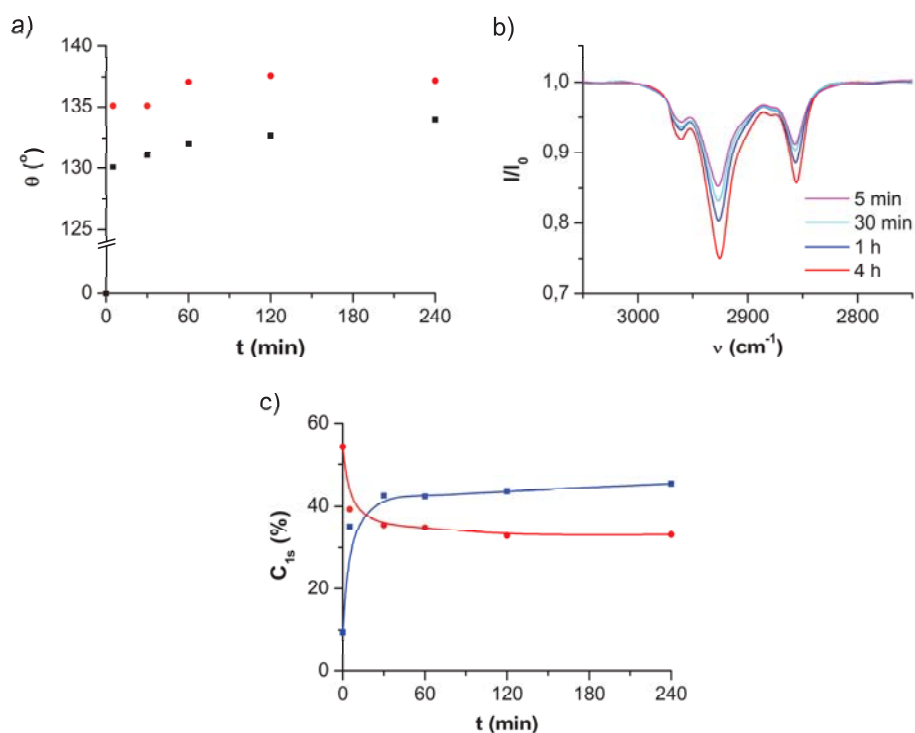 a)
140
135
130
125
0
θ (°)
0 60 120 180 240
t (min)
b)
1,0
0,9
0,8
0,7
I/I0
5 min
30 min
1 h
4 h
3000 2900 2800
ν (cm-1)
c)
60
40
20
0
C1s (%)
0 60 120 180 240
t (min)